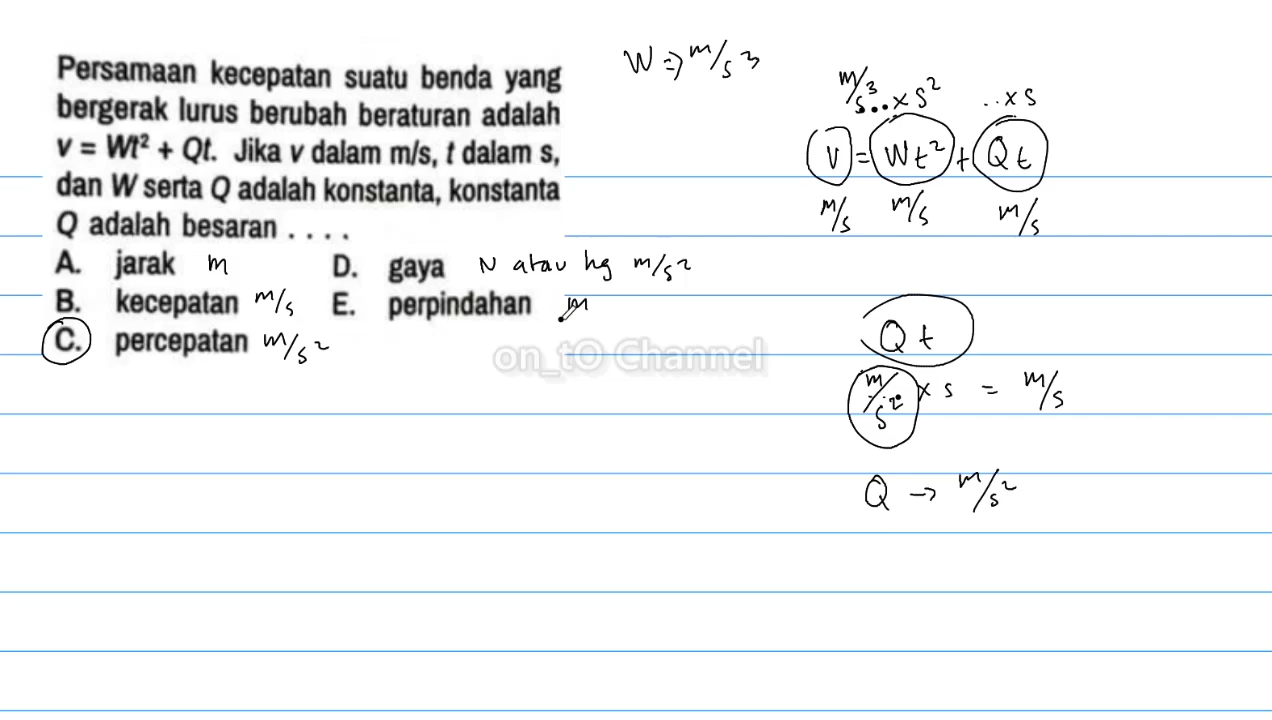 Persamaan kecepatan suatu benda yang
bergerak lurus berubah beraturan adalah
v = Wt² + Qt. Jika v dalam m/s, t dalam s,
dan W serta Q adalah konstanta, konstanta
Q adalah besaran . . . .
A. jarak m
B. kecepatan m/s
C. percepatan m/s²
D. gaya N atau kg m/s²
E. perpindahan m
W => m/s³
m/s³ .. x s² .. x s
v = Wt² + Qt
m/s m/s m/s
Q t
m/s² x s = m/s
Q → m/s²
on_tO Channel